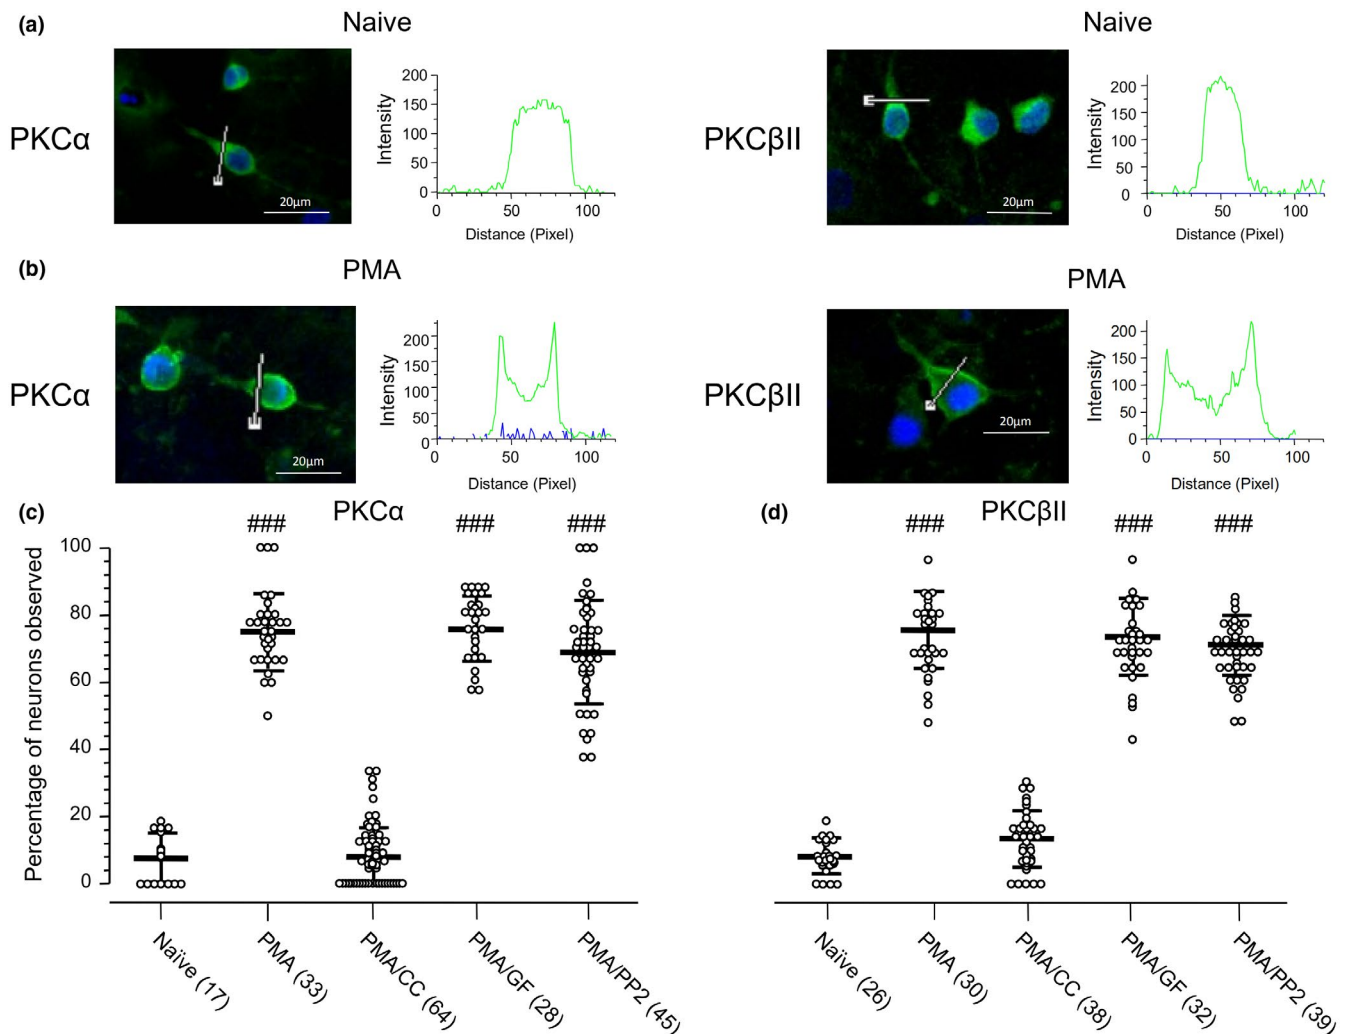 (a)
Naive
Naive
PKCα
Intensity
200
150
100
50
0
0
50
100
Distance (Pixel)
20μm
PKCβII
Intensity
200
150
100
50
0
0
50
100
Distance (Pixel)
20μm
(b)
PMA
PMA
PKCα
Intensity
200
150
100
50
0
0
50
100
Distance (Pixel)
20μm
PKCβII
Intensity
200
150
100
50
0
0
50
100
Distance (Pixel)
20μm
(c)
PKCα
### ### ###
Percentage of neurons observed
100
80
60
40
20
0
Naïve (17)
PMA (33)
PMA/CC (64)
PMA/GF (28)
PMA/PP2 (45)
(d)
PKCβII
### ### ###
Naïve (26)
PMA (30)
PMA/CC (38)
PMA/GF (32)
PMA/PP2 (39)